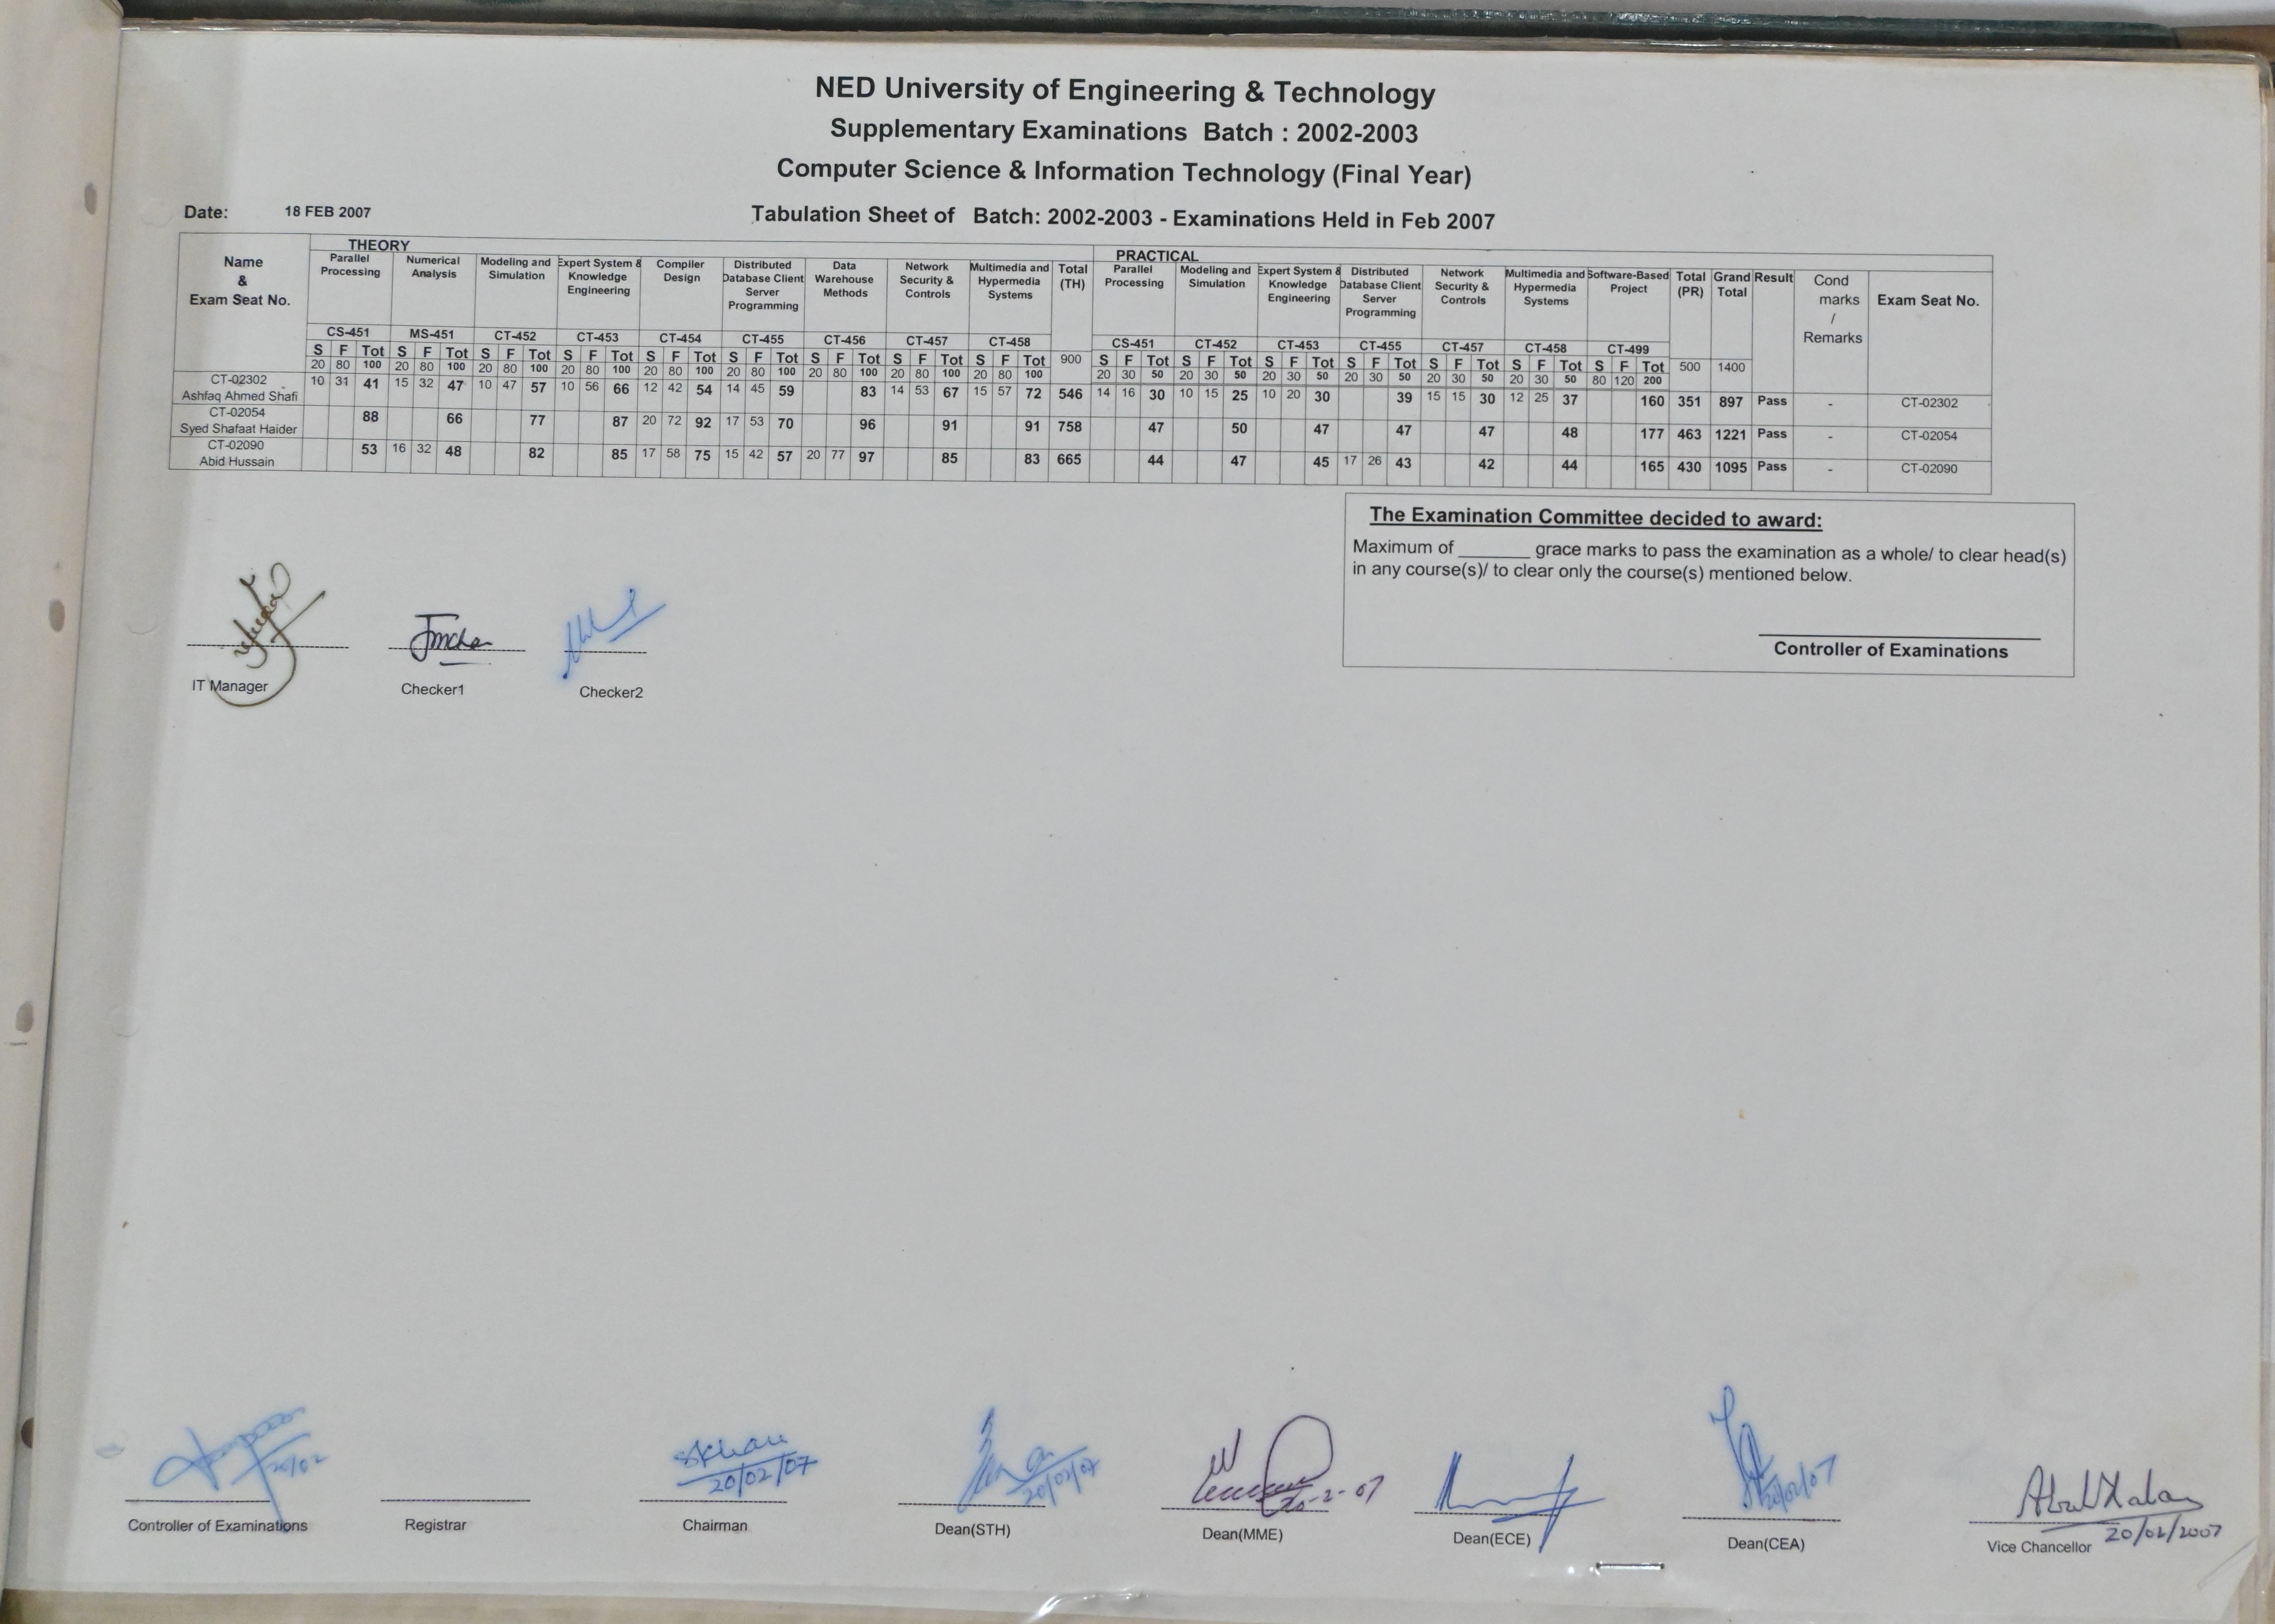 NED University of Engineering & Technology
Supplementary Examinations Batch : 2002-2003
Computer Science & Information Technology (Final Year)
Date: 18 FEB 2007 Tabulation Sheet of Batch: 2002-2003 - Examinations Held in Feb 2007
Name & Exam Seat No.
THEORY
Parallel Processing CS-451 S F Tot 20 80 100
Numerical Analysis MS-451 S F Tot 20 80 100
Modeling and Simulation CT-452 S F Tot 20 80 100
Expert System & Knowledge Engineering CT-453 S F Tot 20 80 100
Compiler Design CT-454 S F Tot 20 80 100
Distributed Database Client Server Programming CT-455 S F Tot 20 80 100
Data Warehouse Methods CT-456 S F Tot 20 80 100
Network Security & Controls CT-457 S F Tot 20 80 100
Multimedia and Hypermedia Systems CT-458 S F Tot 20 80 100
Total (TH) 900
PRACTICAL
Parallel Processing CS-451 S F Tot 20 30 50
Modeling and Simulation CT-452 S F Tot 20 30 50
Expert System & Knowledge Engineering CT-453 S F Tot 20 30 50
Distributed Database Client Server Programming CT-455 S F Tot 20 30 50
Network Security & Controls CT-457 S F Tot 20 30 50
Multimedia and Hypermedia Systems CT-458 S F Tot 20 30 50
Software-Based Project CT-499 S F Tot 80 120 200
Total (PR) 500
Grand Total 1400
Result
Cond marks / Remarks
Exam Seat No.
CT-02302
Ashfaq Ahmed Shafi 10 31 41 15 32 47 10 47 57 10 56 66 12 42 54 14 45 59 83 14 53 67 15 57 72 546 14 16 30 10 15 25 10 20 30 39 15 15 30 12 25 37 160 351 897 Pass - CT-02302
CT-02054
Syed Shafaat Haider 88 66 77 87 20 72 92 17 53 70 96 91 91 758 47 50 47 47 47 48 177 463 1221 Pass - CT-02054
CT-02090
Abid Hussain 53 16 32 48 82 85 17 58 75 15 42 57 20 77 97 85 83 665 44 47 45 17 26 43 42 44 165 430 1095 Pass - CT-02090
The Examination Committee decided to award:
Maximum of ________ grace marks to pass the examination as a whole/ to clear head(s)
in any course(s)/ to clear only the course(s) mentioned below.
Controller of Examinations
IT Manager Checker1 Checker2
20/02 20/02/07 20/02/07 20-2-07 20/02/07 20/02/2007
Controller of Examinations Registrar Chairman Dean(STH) Dean(MME) Dean(ECE) Dean(CEA) Vice Chancellor